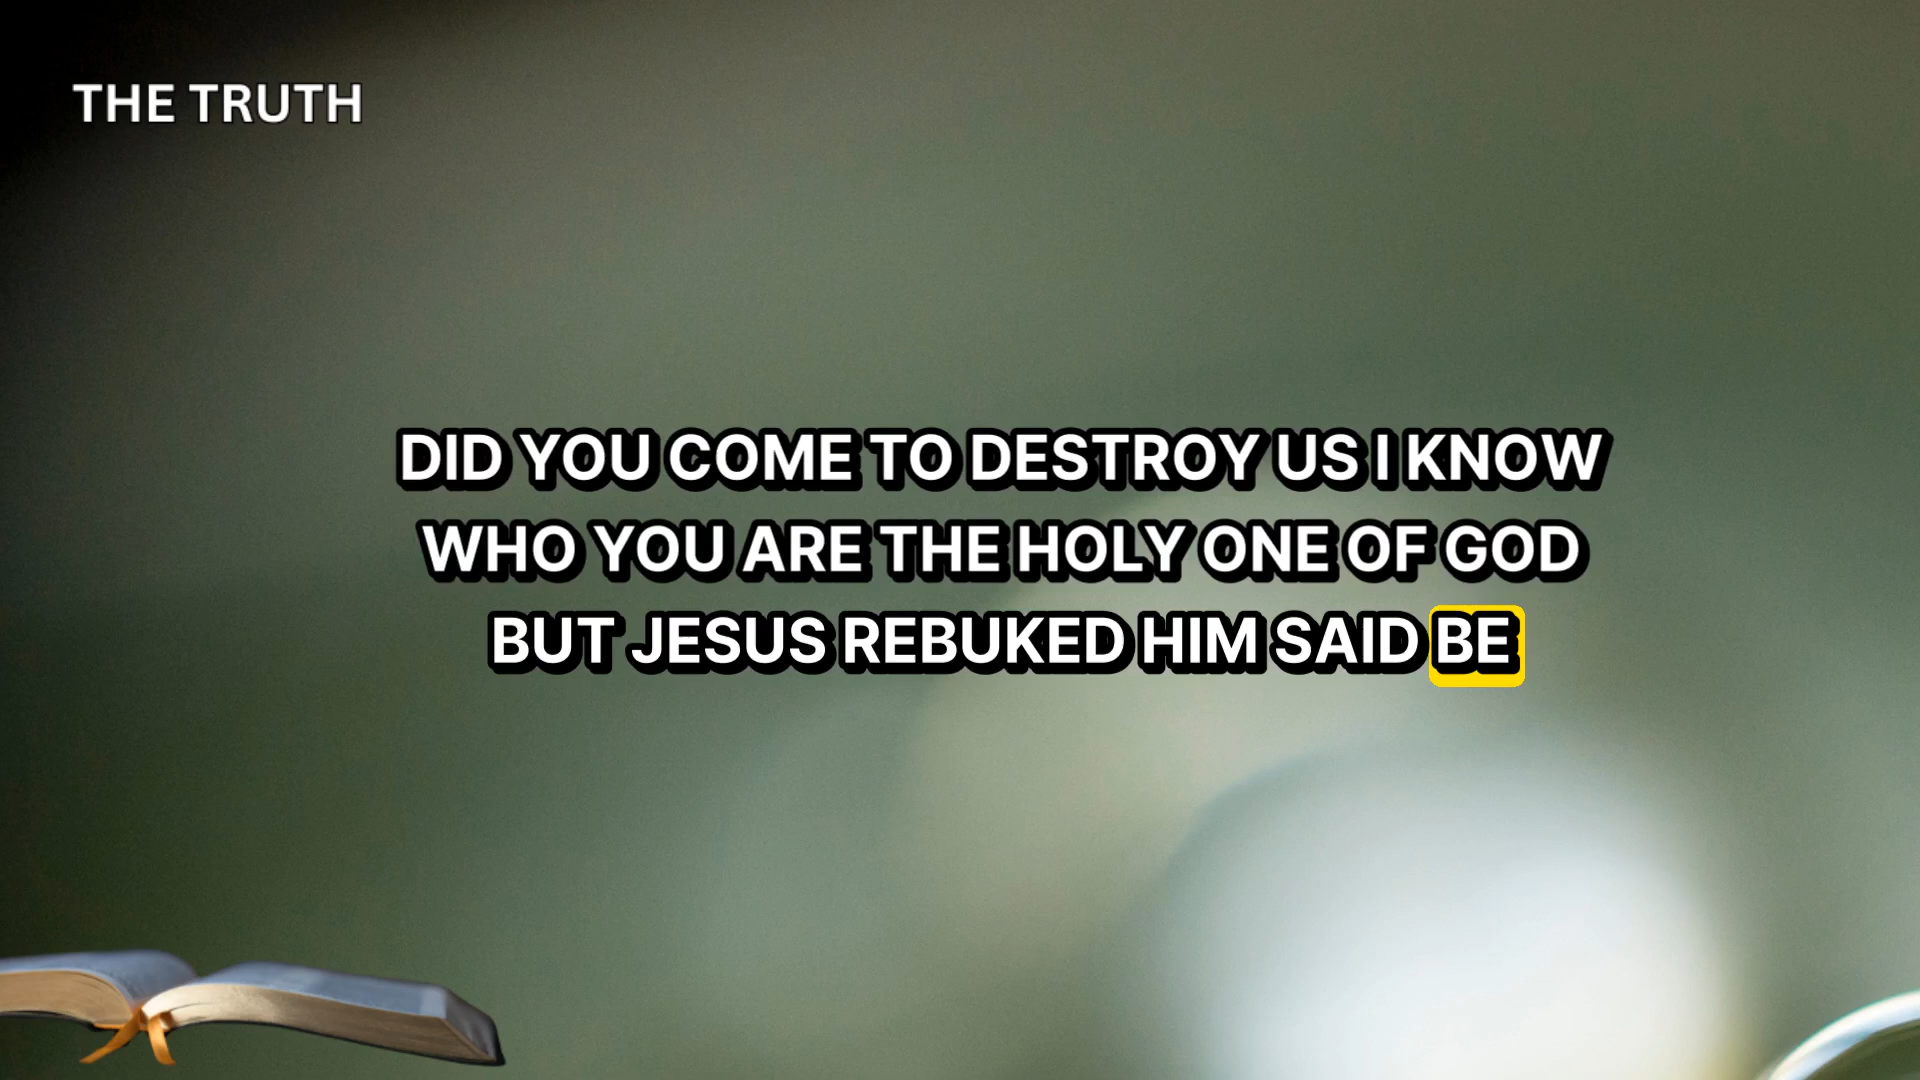 THE TRUTH
DID YOU COME TO DESTROY US I KNOW
WHO YOU ARE THE HOLY ONE OF GOD
BUT JESUS REBUKED HIM SAID BE